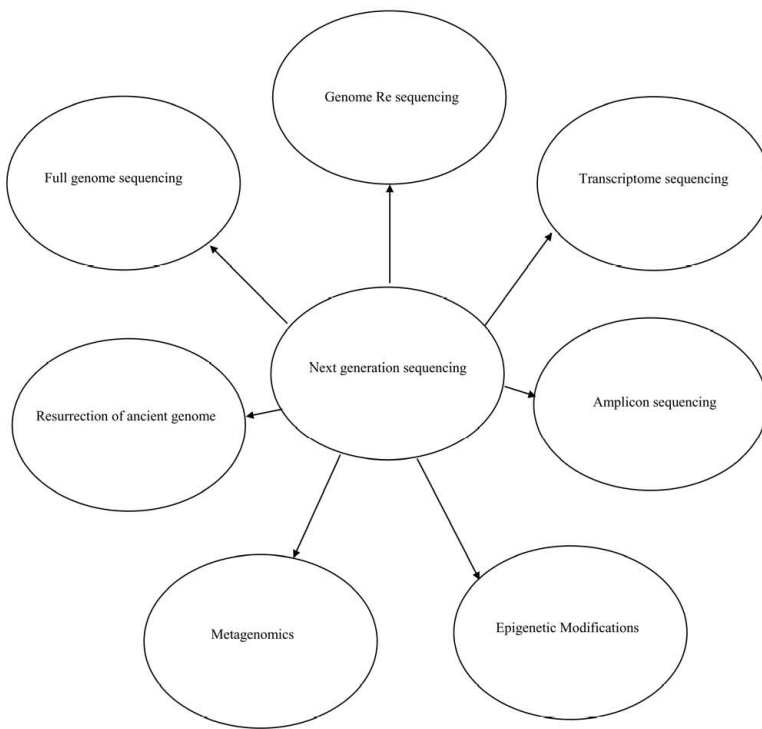 Genome Re sequencing
Full genome sequencing
Transcriptome sequencing
Next generation sequencing
Amplicon sequencing
Resurrection of ancient genome
Metagenomics
Epigenetic Modifications